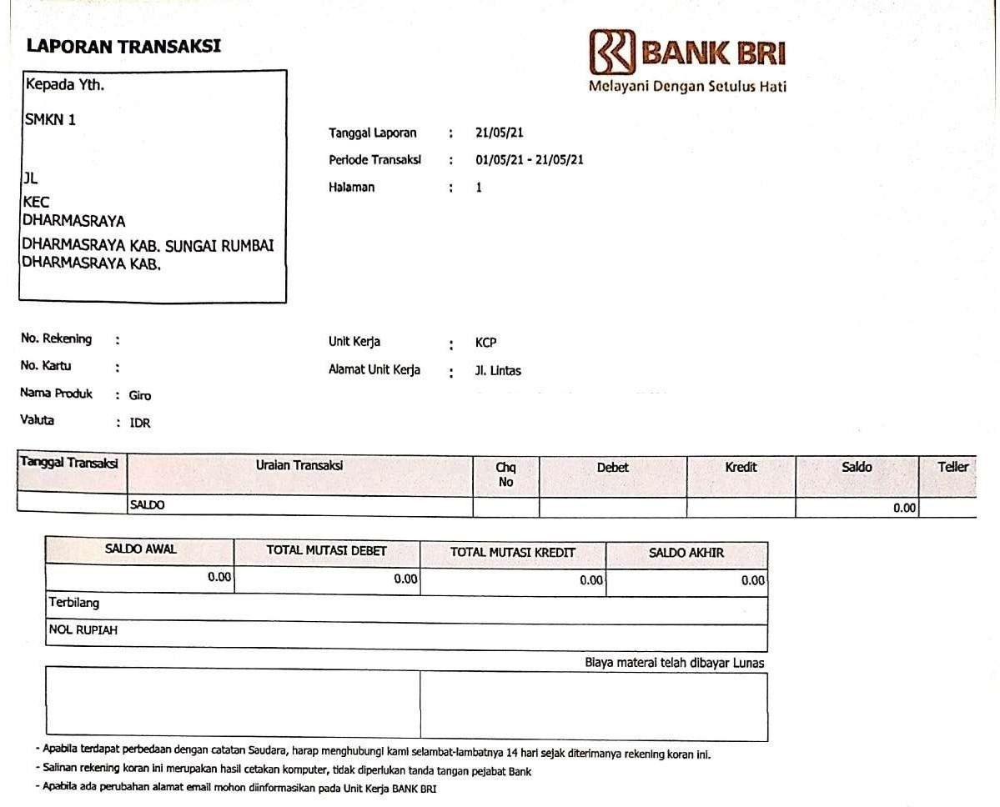 LAPORAN TRANSAKSI
BANK BRI
Melayani Dengan Setulus Hati
Kepada Yth.
SMKN 1
JL
KEC
DHARMASRAYA
DHARMASRAYA KAB. SUNGAI RUMBAI
DHARMASRAYA KAB.
Tanggal Laporan : 21/05/21
Periode Transaksi : 01/05/21 - 21/05/21
Halaman : 1
No. Rekening :
No. Kartu :
Nama Produk : Giro
Valuta : IDR
Unit Kerja : KCP
Alamat Unit Kerja : Jl. Lintas
Tanggal Transaksi Uraian Transaksi Chq No Debet Kredit Saldo Teller
SALDO 0.00
SALDO AWAL TOTAL MUTASI DEBET TOTAL MUTASI KREDIT SALDO AKHIR
0.00 0.00 0.00 0.00
Terbilang
NOL RUPIAH
Biaya materai telah dibayar Lunas
- Apabila terdapat perbedaan dengan catatan Saudara, harap menghubungi kami selambat-lambatnya 14 hari sejak diterimanya rekening koran ini.
- Salinan rekening koran ini merupakan hasil cetakan komputer, tidak diperlukan tanda tangan pejabat Bank
- Apabila ada perubahan alamat email mohon diinformasikan pada Unit Kerja BANK BRI